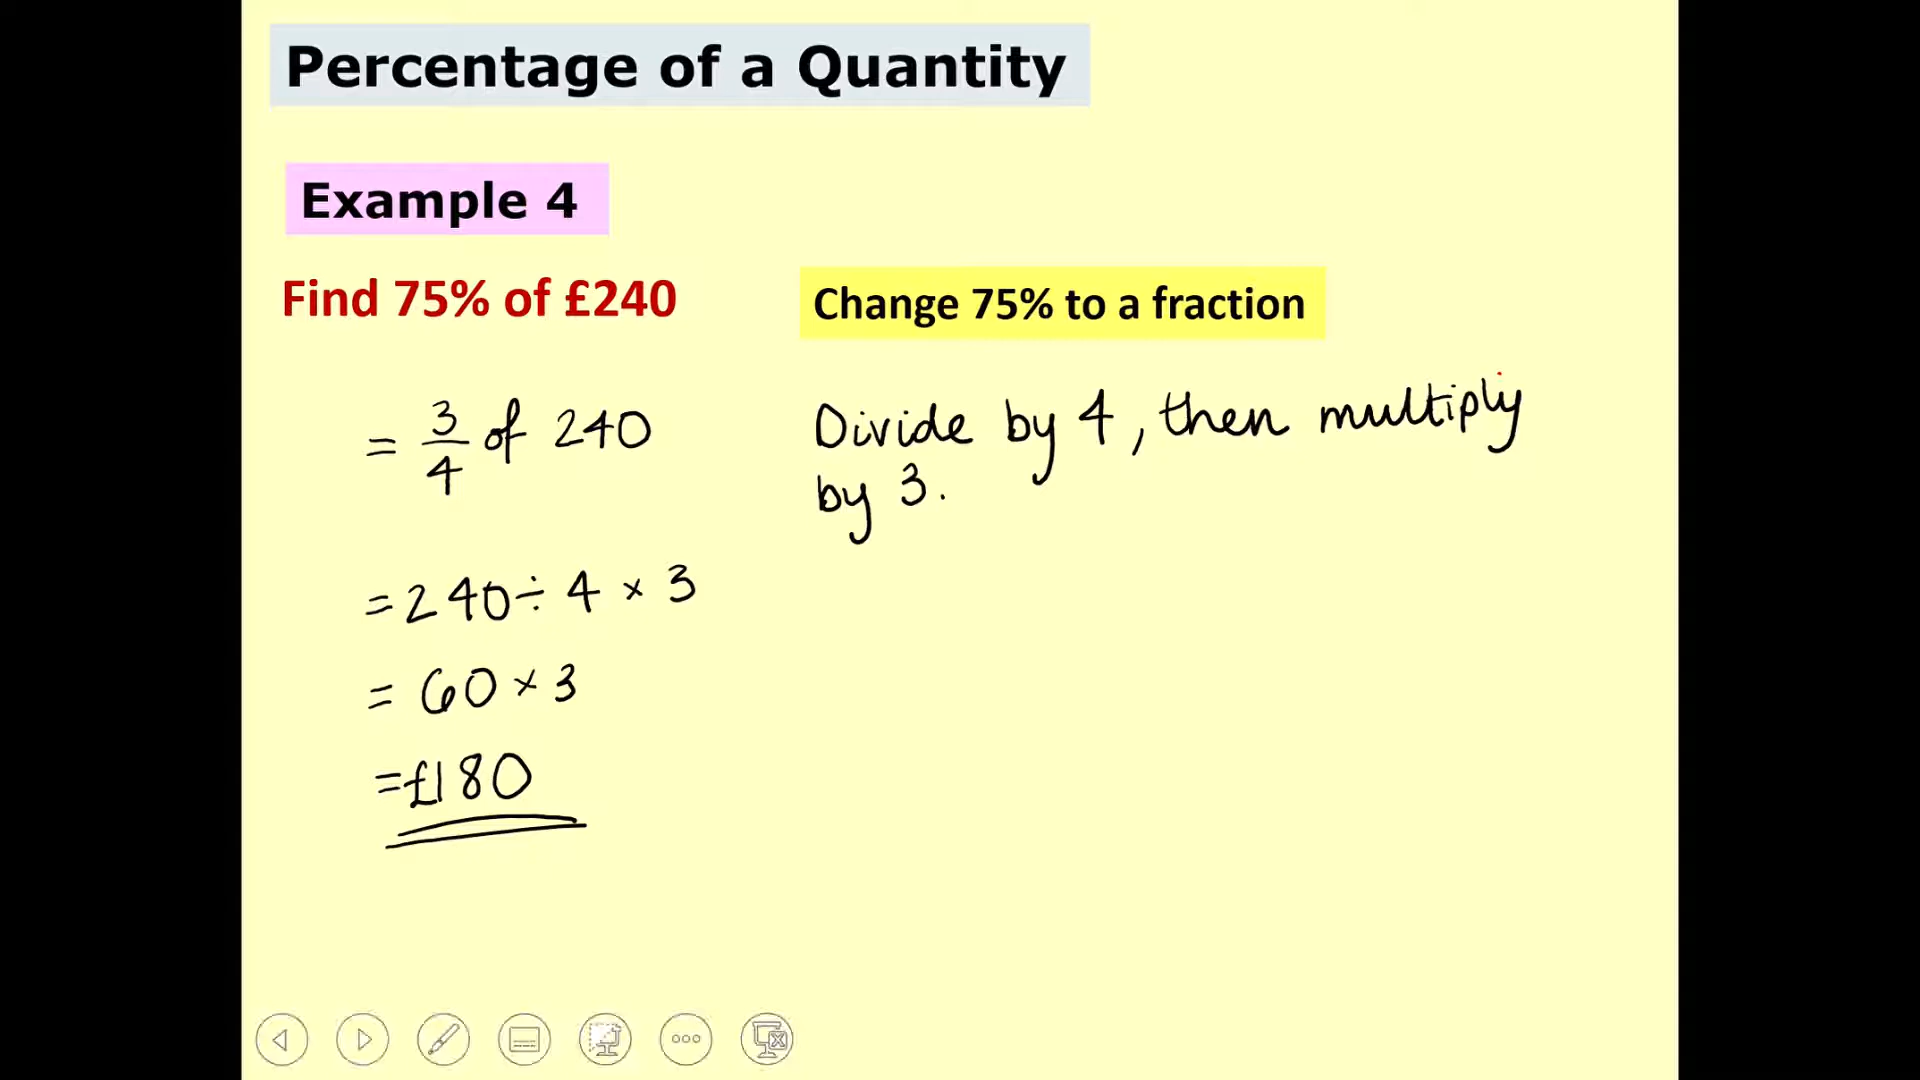 Percentage of a Quantity
Example 4
Find 75% of £240
Change 75% to a fraction
= 3/4 of 240
Divide by 4, then multiply
by 3.
= 240 ÷ 4 × 3
= 60 × 3
= £180